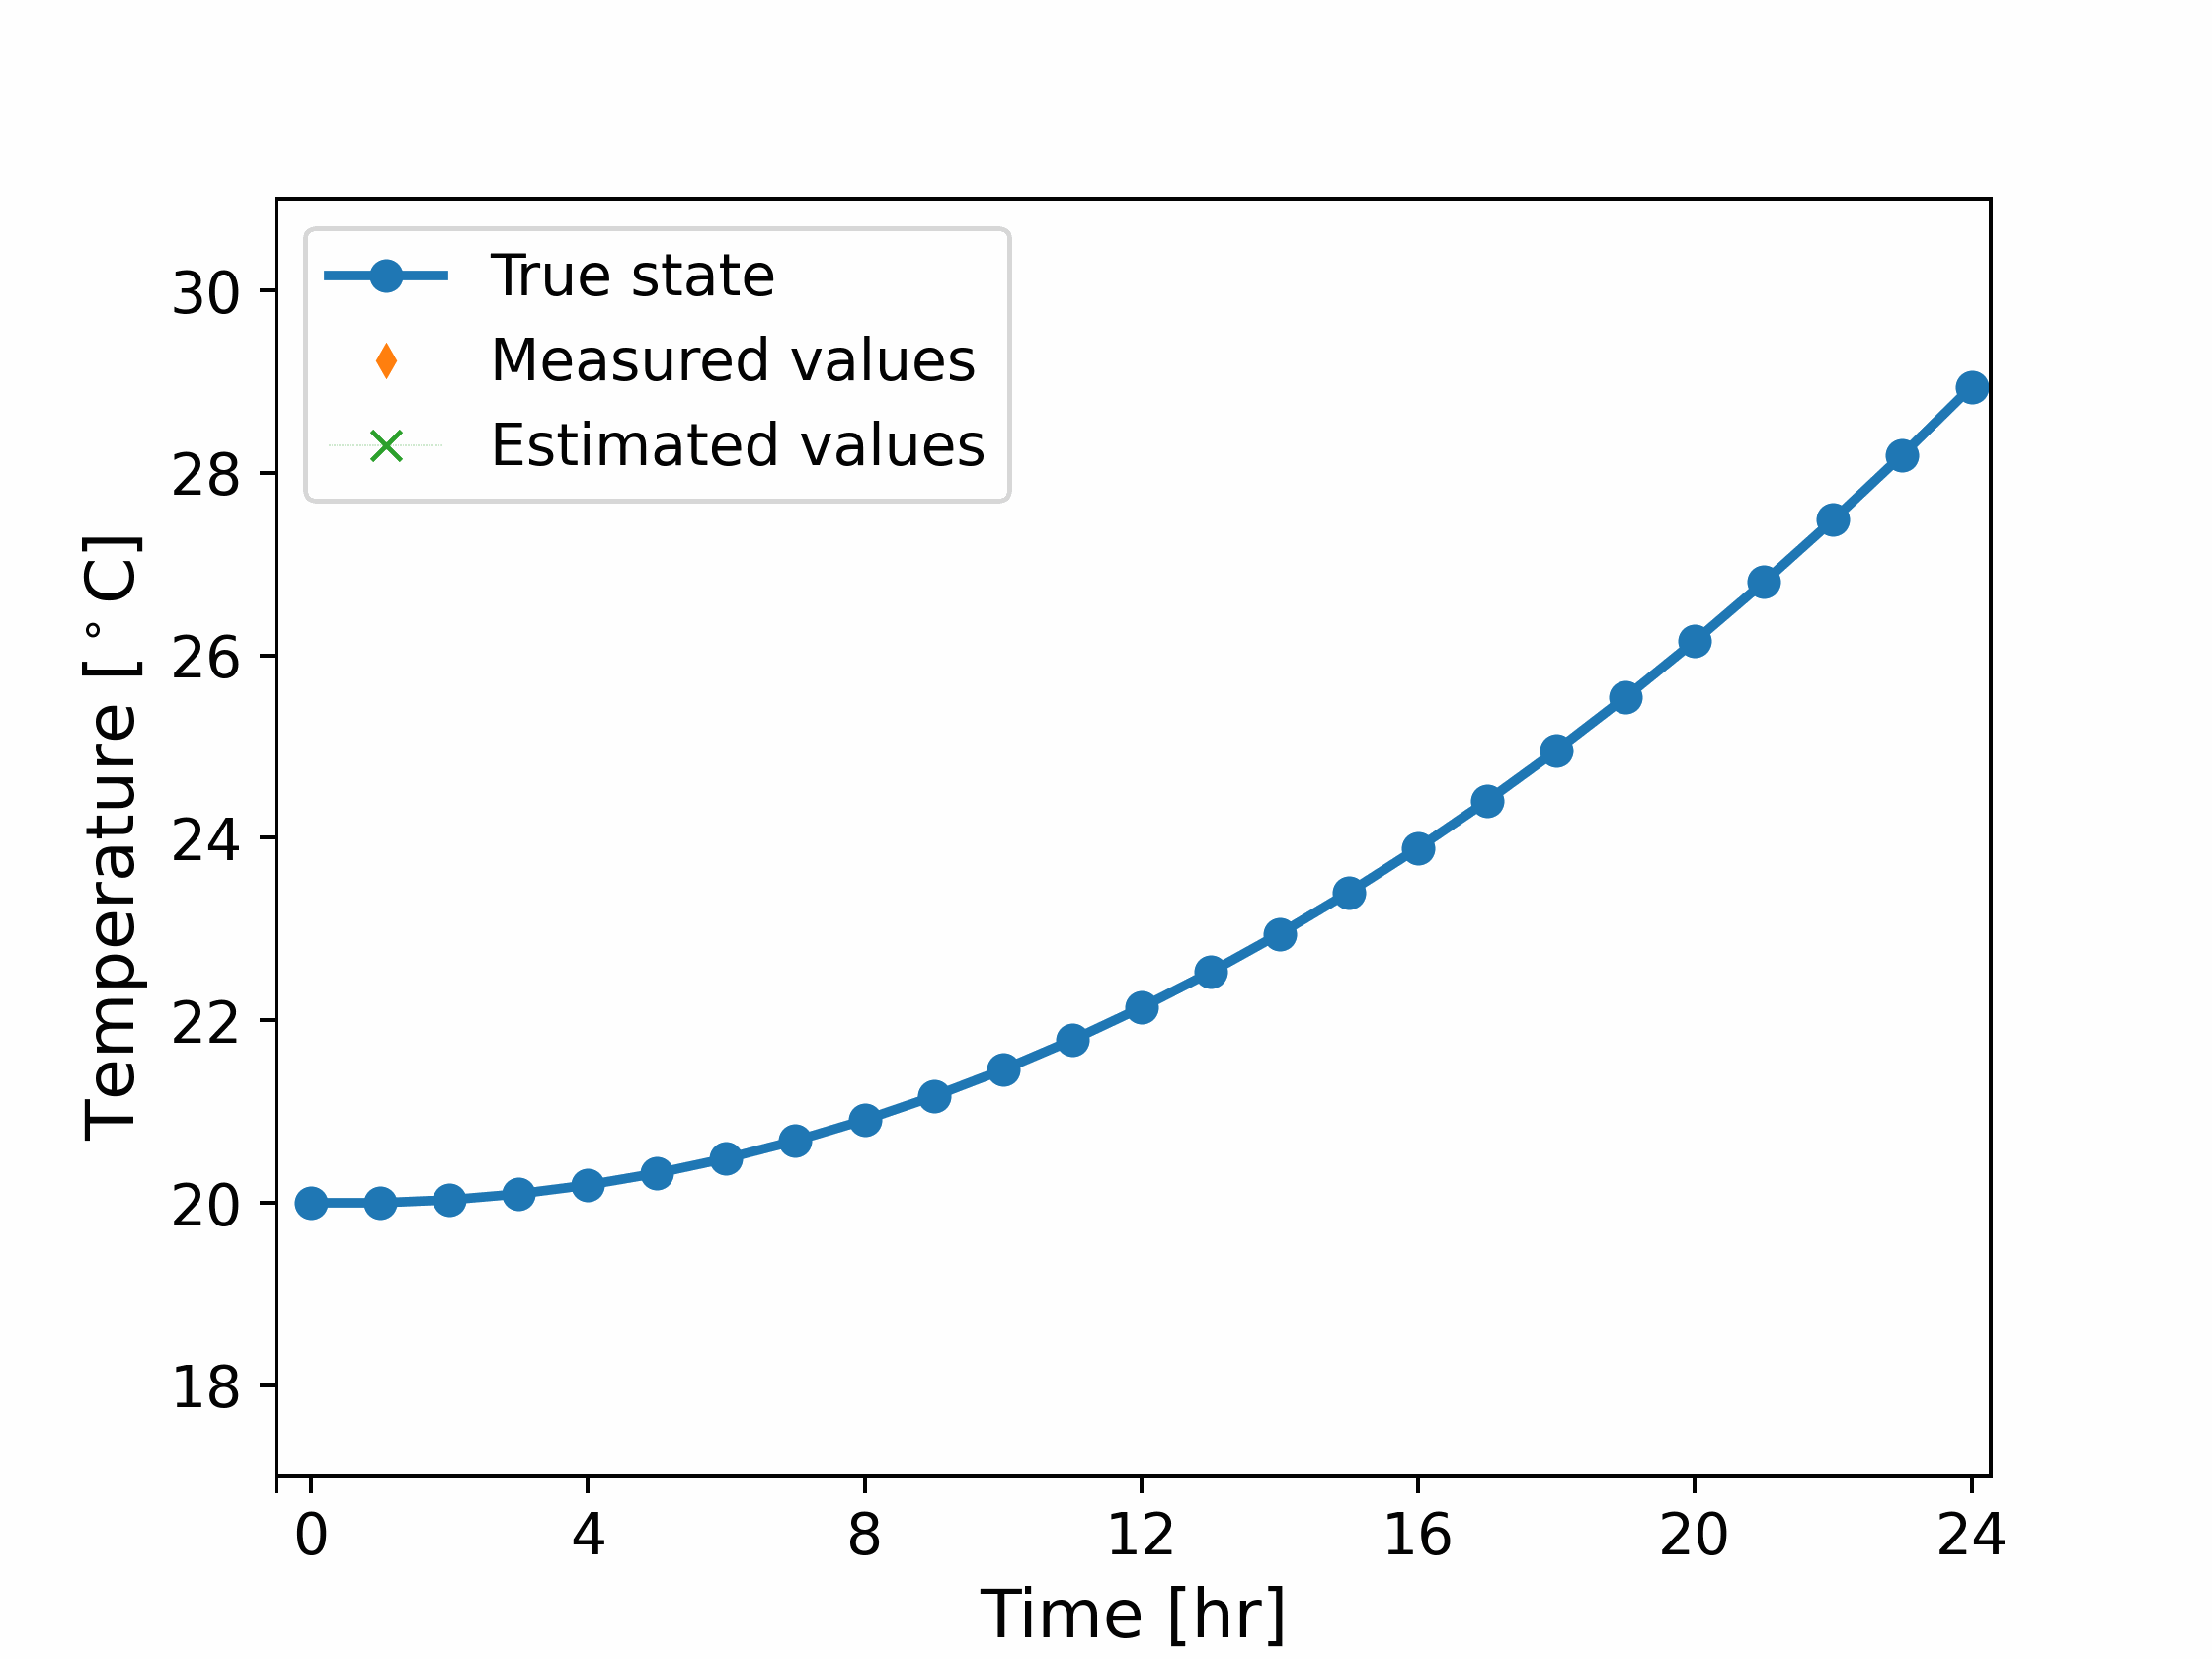 True state
Measured values
Estimated values
30
28
26
24
22
20
18
Temperature [°C]
0 4 8 12 16 20 24
Time [hr]